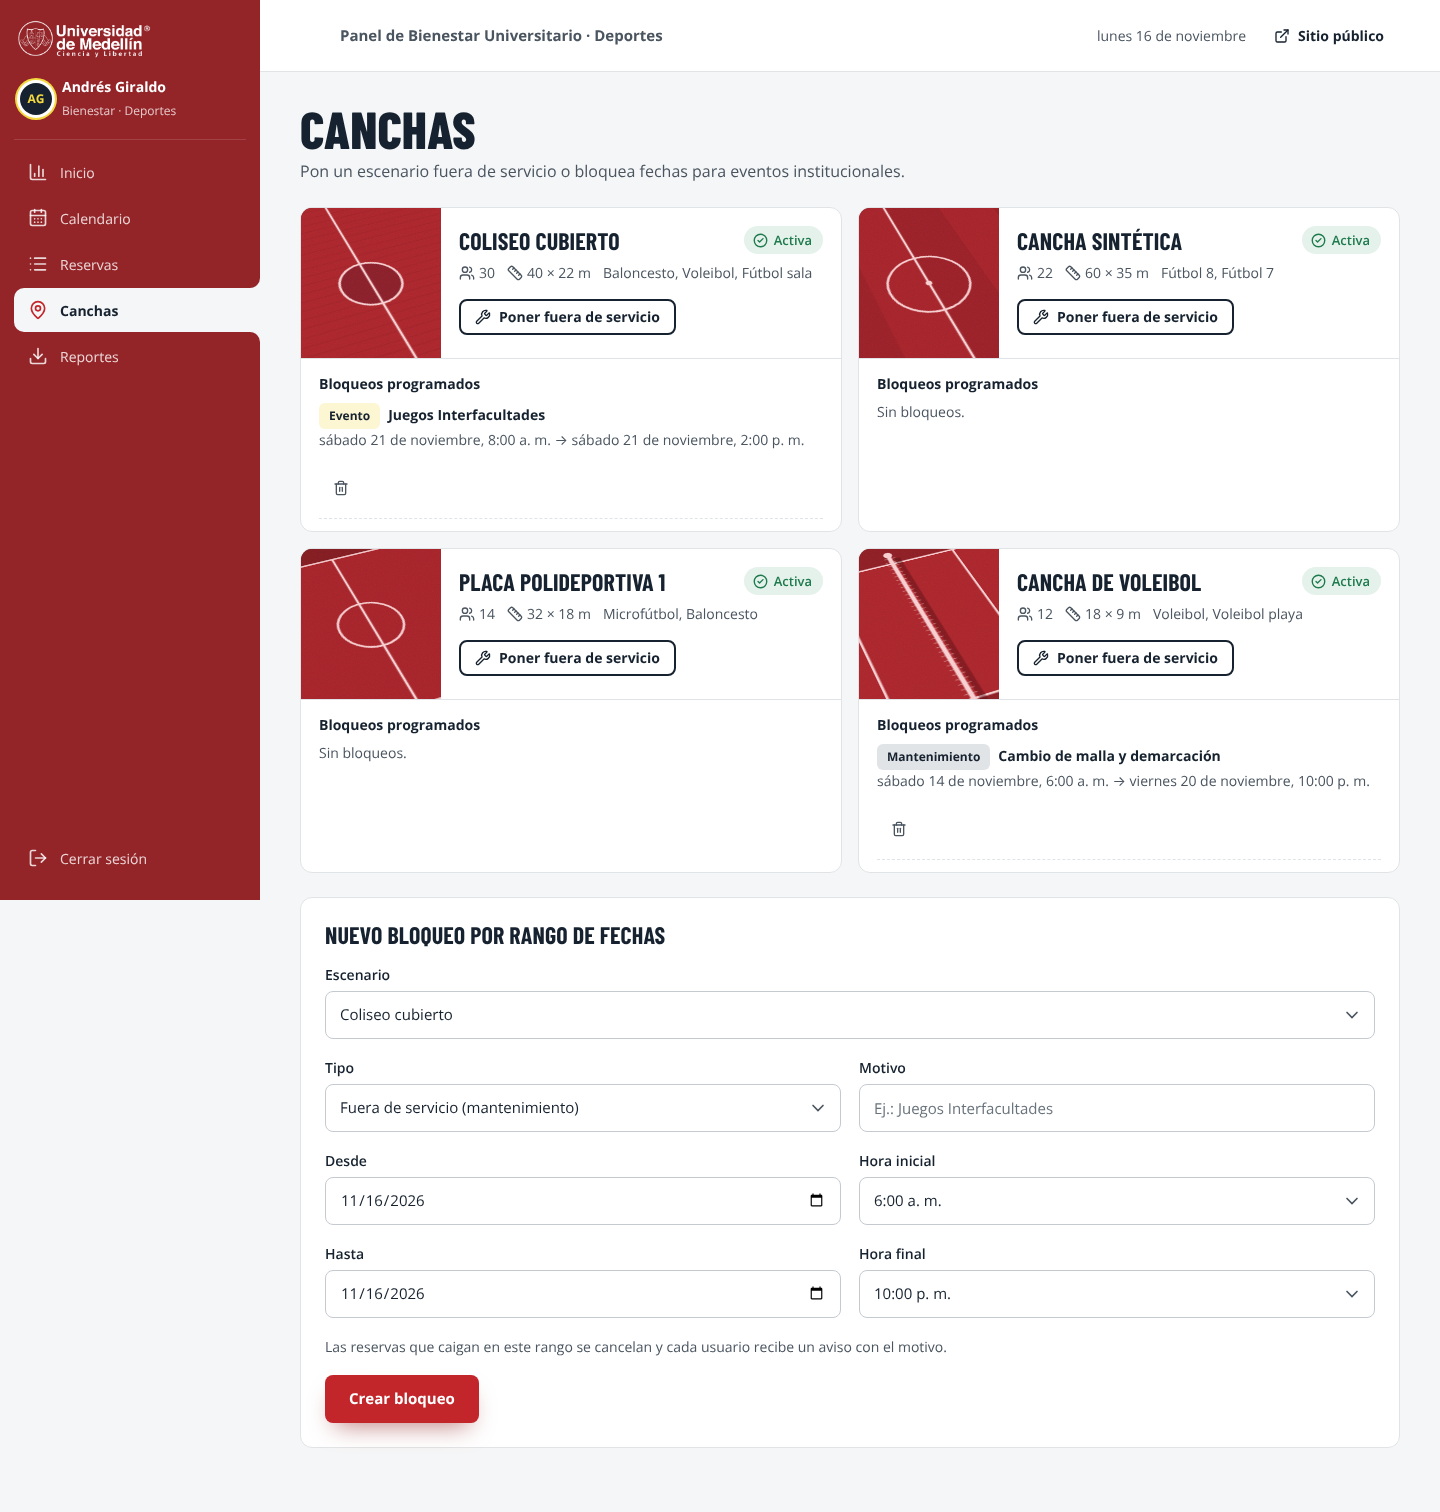 Universidad®
de Medellín
Ciencia y Libertad
AG
Andrés Giraldo
Bienestar · Deportes
Inicio
Calendario
Reservas
Canchas
Reportes
Cerrar sesión
Panel de Bienestar Universitario · Deportes
lunes 16 de noviembre
Sitio público
CANCHAS
Pon un escenario fuera de servicio o bloquea fechas para eventos institucionales.
COLISEO CUBIERTO
Activa
30 40 × 22 m Baloncesto, Voleibol, Fútbol sala
Poner fuera de servicio
Bloqueos programados
Evento Juegos Interfacultades
sábado 21 de noviembre, 8:00 a. m. → sábado 21 de noviembre, 2:00 p. m.
CANCHA SINTÉTICA
Activa
22 60 × 35 m Fútbol 8, Fútbol 7
Poner fuera de servicio
Bloqueos programados
Sin bloqueos.
PLACA POLIDEPORTIVA 1
Activa
14 32 × 18 m Microfútbol, Baloncesto
Poner fuera de servicio
Bloqueos programados
Sin bloqueos.
CANCHA DE VOLEIBOL
Activa
12 18 × 9 m Voleibol, Voleibol playa
Poner fuera de servicio
Bloqueos programados
Mantenimiento Cambio de malla y demarcación
sábado 14 de noviembre, 6:00 a. m. → viernes 20 de noviembre, 10:00 p. m.
NUEVO BLOQUEO POR RANGO DE FECHAS
Escenario
Coliseo cubierto
Tipo
Fuera de servicio (mantenimiento)
Motivo
Ej.: Juegos Interfacultades
Desde
11/16/2026
Hora inicial
6:00 a. m.
Hasta
11/16/2026
Hora final
10:00 p. m.
Las reservas que caigan en este rango se cancelan y cada usuario recibe un aviso con el motivo.
Crear bloqueo